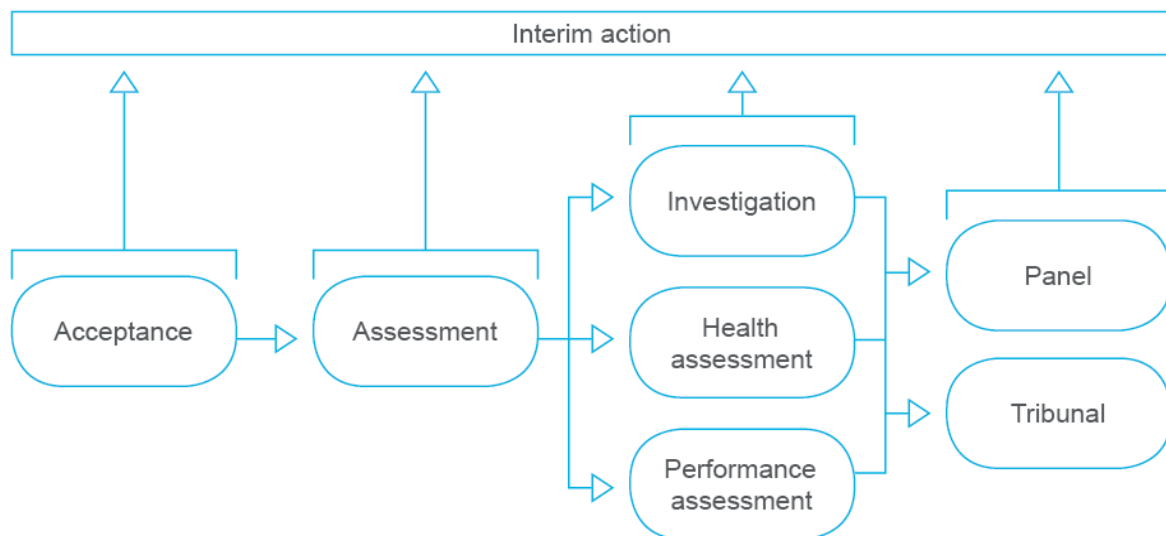 Interim action
Acceptance
Assessment
Investigation
Health
assessment
Performance
assessment
Panel
Tribunal